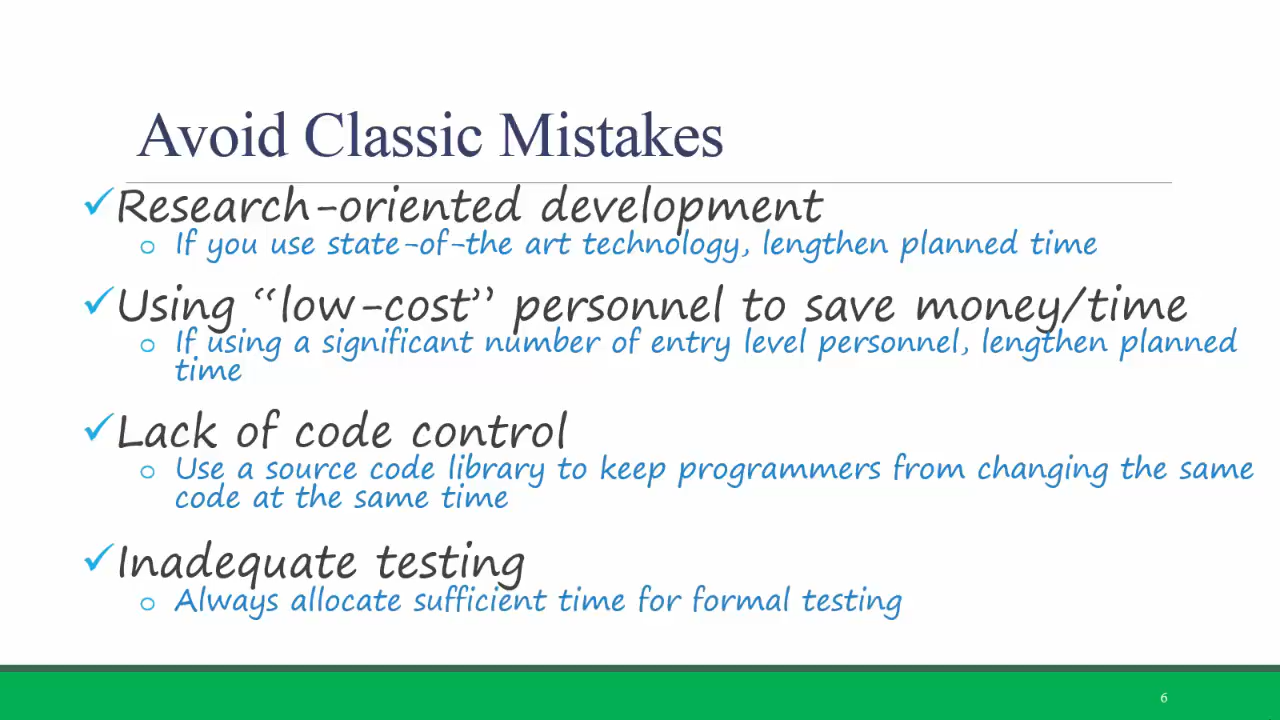 Avoid Classic Mistakes
✓Research-oriented development
o If you use state-of-the art technology, lengthen planned time
✓Using “low-cost” personnel to save money/time
o If using a significant number of entry level personnel, lengthen planned
time
✓Lack of code control
o Use a source code library to keep programmers from changing the same
code at the same time
✓Inadequate testing
o Always allocate sufficient time for formal testing
6